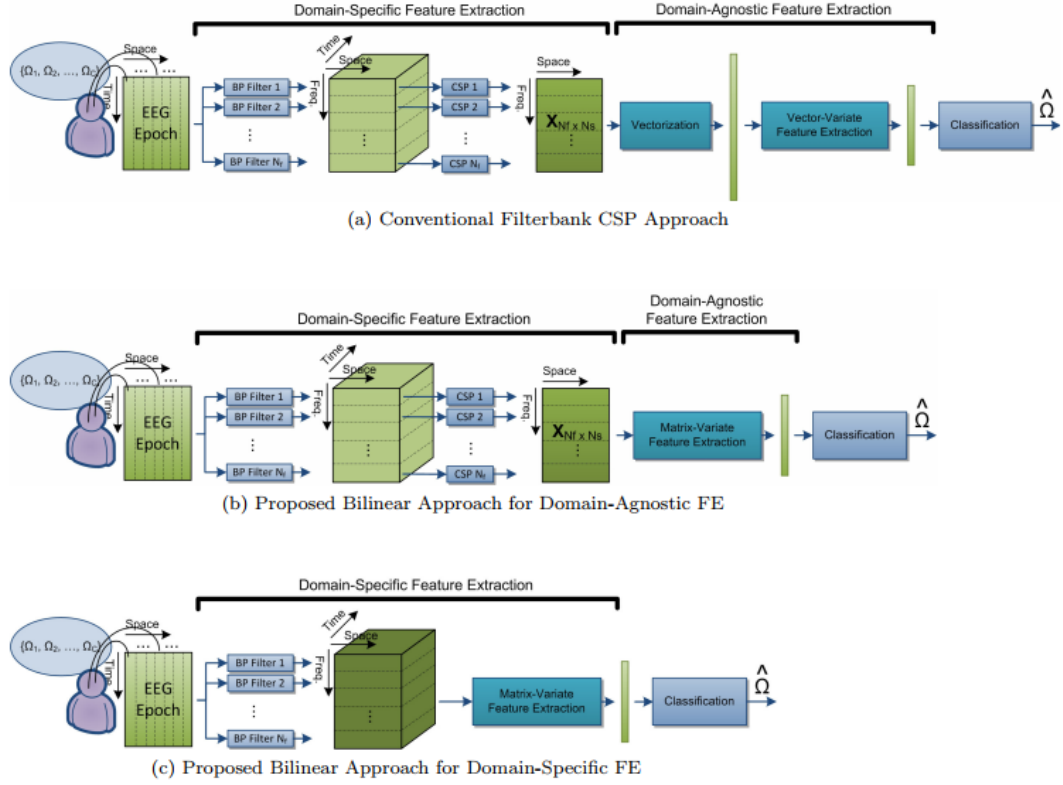 Domain-Specific Feature Extraction
Domain-Agnostic Feature Extraction
{Ω1, Ω2, ..., ΩC}
Space
... ...
Time
EEG Epoch
BP Filter 1
BP Filter 2
⋮
BP Filter Nf
Time
Space
Freq.
⋮
CSP 1
CSP 2
⋮
CSP Nf
Space
Freq.
XNf x Ns
⋮
Vectorization
Vector-Variate Feature Extraction
Classification
Ω̂
(a) Conventional Filterbank CSP Approach
Domain-Specific Feature Extraction
Domain-Agnostic
Feature Extraction
{Ω1, Ω2, ..., ΩC}
Space
... ...
Time
EEG Epoch
BP Filter 1
BP Filter 2
⋮
BP Filter Nf
Time
Space
Freq.
⋮
CSP 1
CSP 2
⋮
CSP Nf
Space
Freq.
XNf x Ns
⋮
Matrix-Variate Feature Extraction
Classification
Ω̂
(b) Proposed Bilinear Approach for Domain-Agnostic FE
Domain-Specific Feature Extraction
{Ω1, Ω2, ..., ΩC}
Space
... ...
Time
EEG Epoch
BP Filter 1
BP Filter 2
⋮
BP Filter Nf
Time
Space
Freq.
⋮
Matrix-Variate Feature Extraction
Classification
Ω̂
(c) Proposed Bilinear Approach for Domain-Specific FE